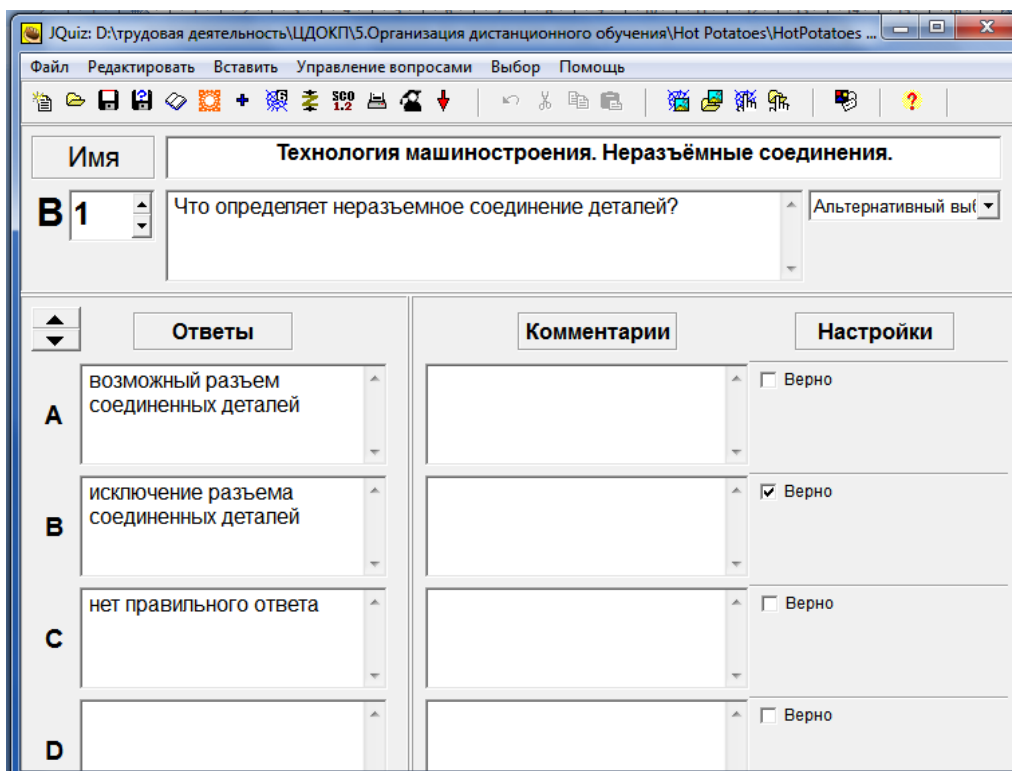 JQuiz: D:\трудовая деятельность\ЦДОКП\5.Организация дистанционного обучения\Hot Potatoes\HotPotatoes ...
Файл Редактировать Вставить Управление вопросами Выбор Помощь
SCO 1.2
Имя
Технология машиностроения. Неразъёмные соединения.
В 1
Что определяет неразъемное соединение деталей?
Альтернативный выб
Ответы
Комментарии
Настройки
A
возможный разъем
соединенных деталей
Верно
B
исключение разъема
соединенных деталей
Верно
C
нет правильного ответа
Верно
D
Верно